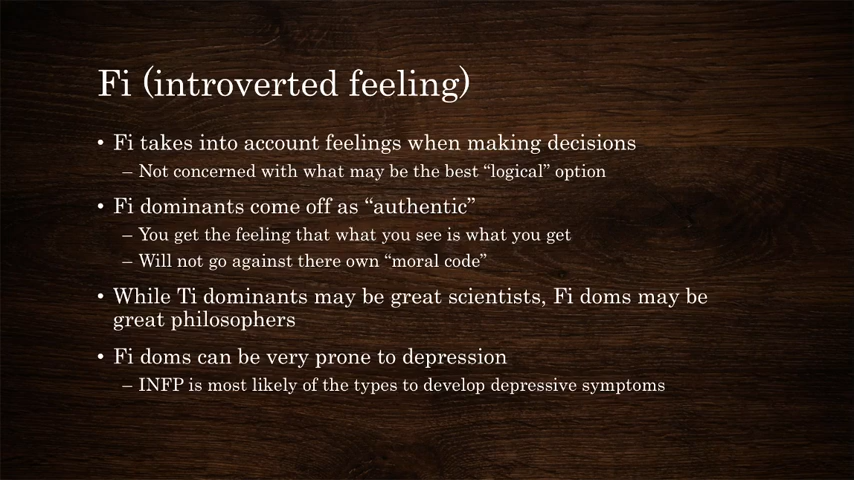 Fi (introverted feeling)
• Fi takes into account feelings when making decisions
– Not concerned with what may be the best “logical” option
• Fi dominants come off as “authentic”
– You get the feeling that what you see is what you get
– Will not go against there own “moral code”
• While Ti dominants may be great scientists, Fi doms may be
great philosophers
• Fi doms can be very prone to depression
– INFP is most likely of the types to develop depressive symptoms